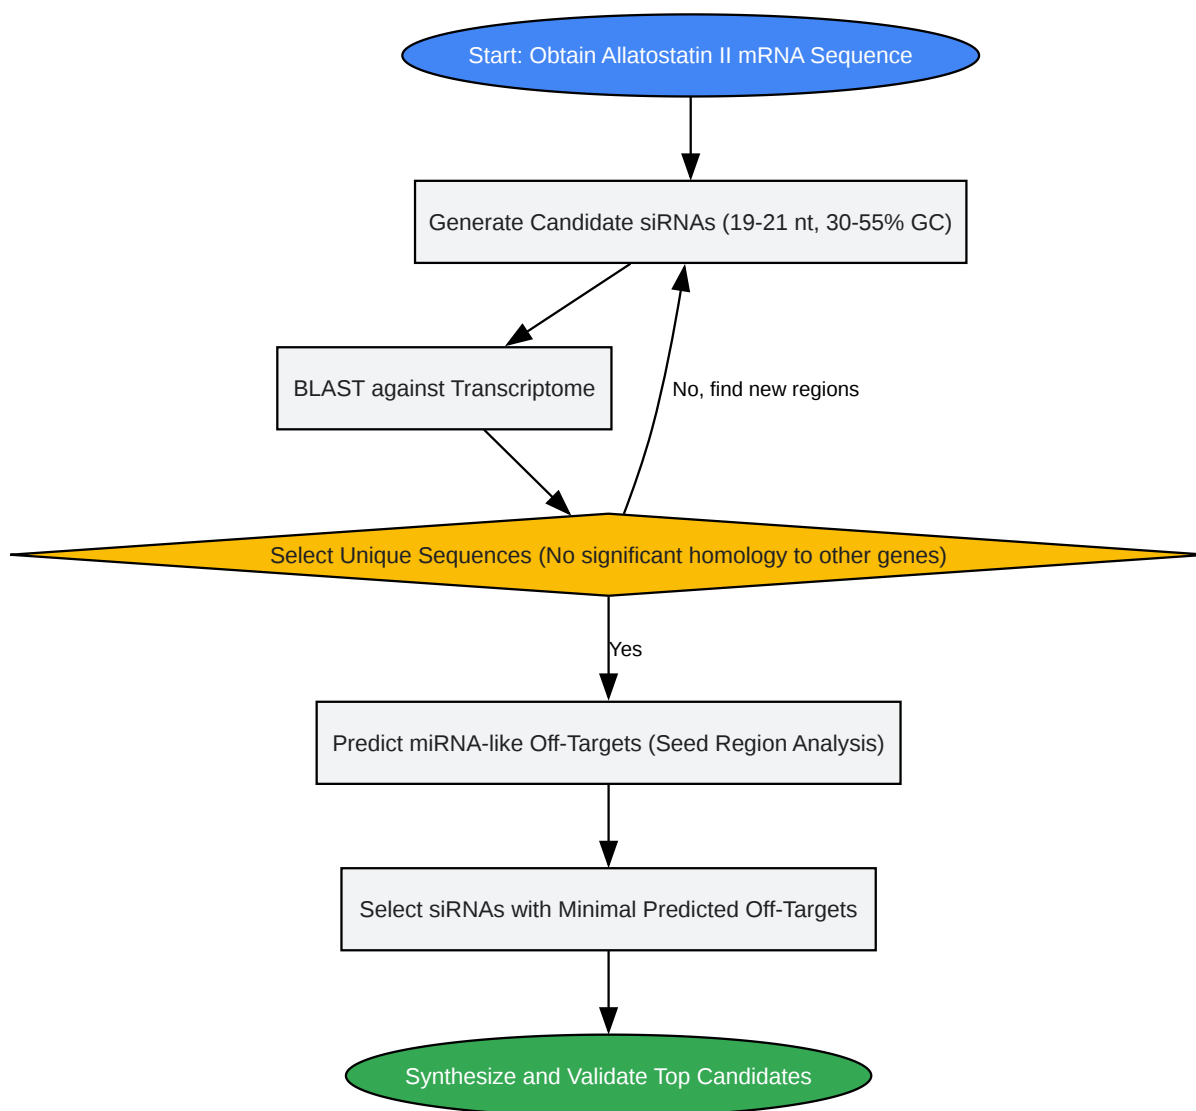 Start: Obtain Allatostatin II mRNA Sequence
Generate Candidate siRNAs (19-21 nt, 30-55% GC)
BLAST against Transcriptome
No, find new regions
Select Unique Sequences (No significant homology to other genes)
Yes
Predict miRNA-like Off-Targets (Seed Region Analysis)
Select siRNAs with Minimal Predicted Off-Targets
Synthesize and Validate Top Candidates